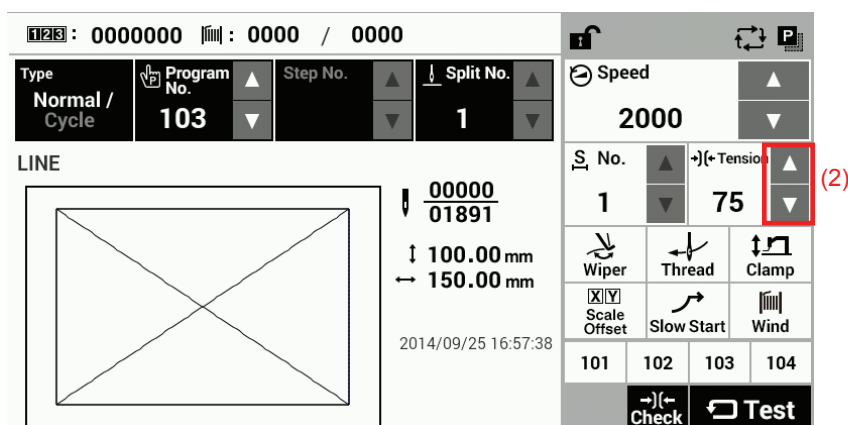 123 : 0000000 : 0000 / 0000
P
Type
Normal /
Cycle
P Program
No.
103
Step No.
Split No.
1
Speed
2000
LINE
00000
01891
100.00 mm
150.00 mm
2014/09/25 16:57:38
S No.
1
Tension
75
(2)
Wiper
Thread
Clamp
X Y
Scale
Offset
Slow Start
Wind
101 102 103 104
Check
Test